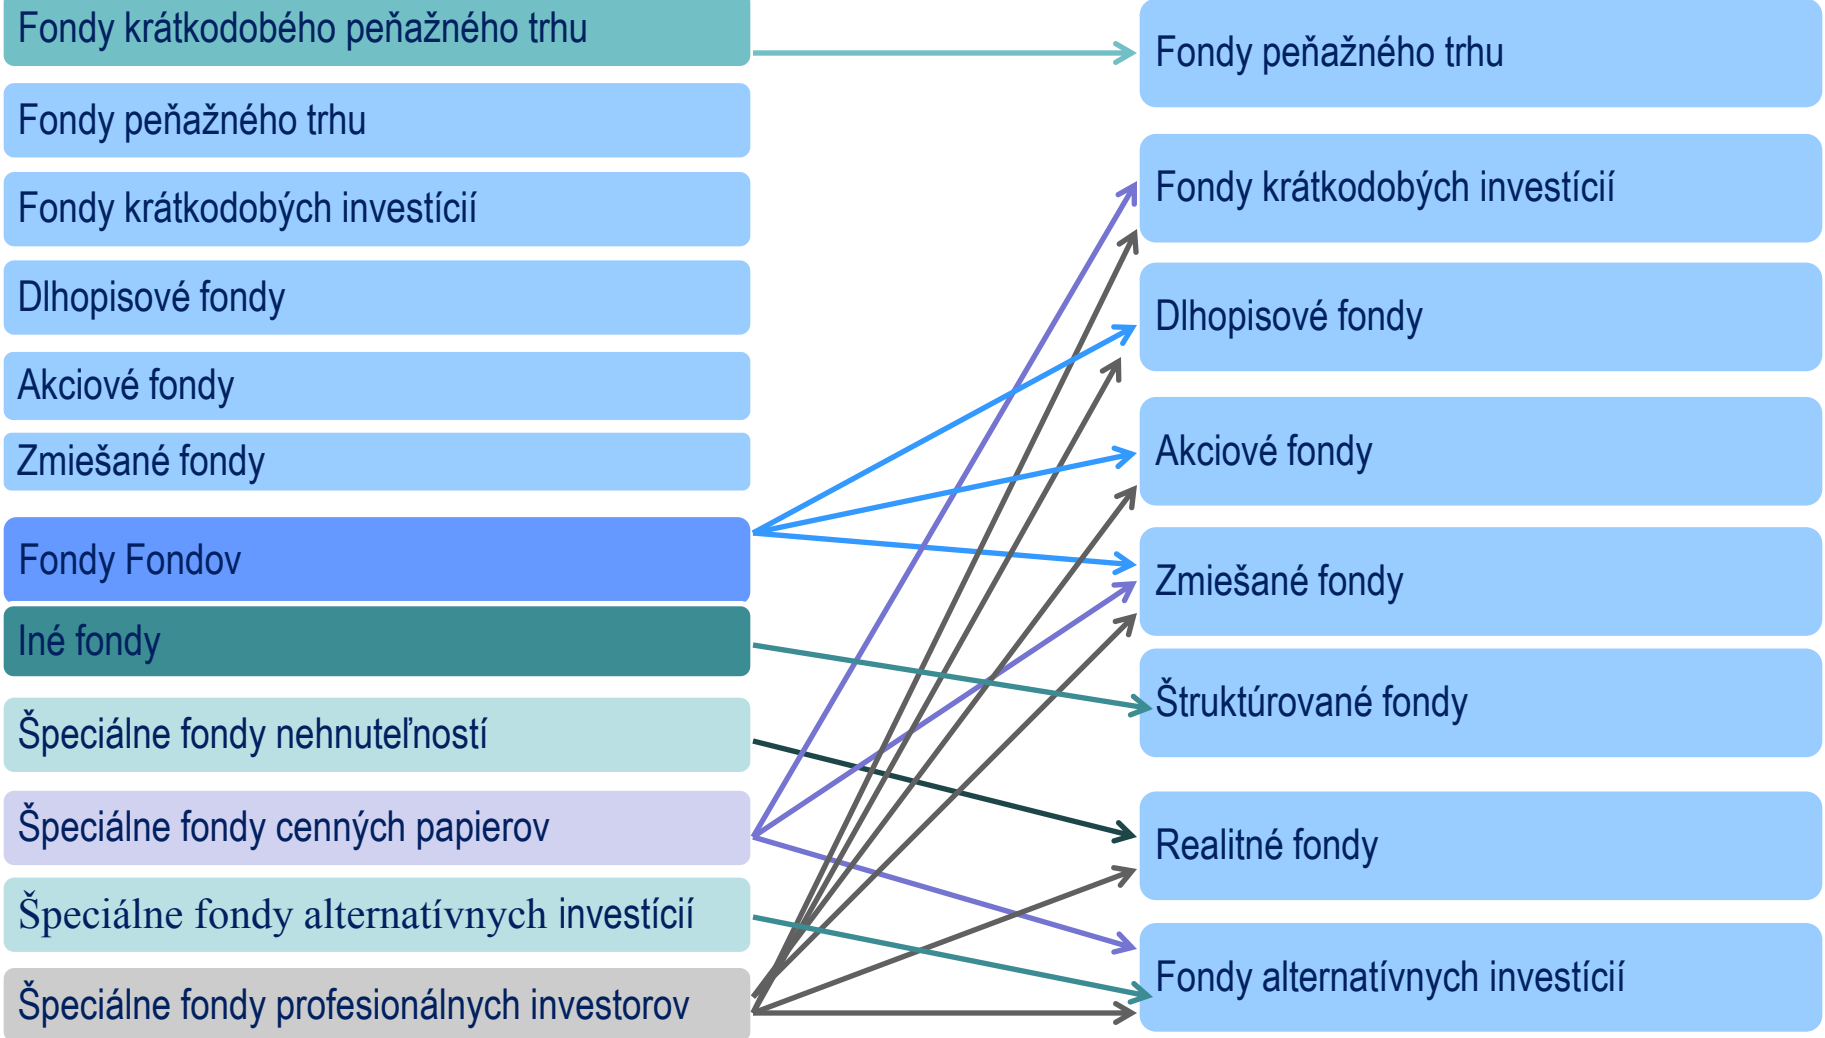 Fondy krátkodobého peňažného trhu
Fondy peňažného trhu
Fondy krátkodobých investícií
Dlhopisové fondy
Akciové fondy
Zmiešané fondy
Fondy Fondov
Iné fondy
Špeciálne fondy nehnuteľností
Špeciálne fondy cenných papierov
Špeciálne fondy alternatívnych investícií
Špeciálne fondy profesionálnych investorov
Fondy peňažného trhu
Fondy krátkodobých investícií
Dlhopisové fondy
Akciové fondy
Zmiešané fondy
Štruktúrované fondy
Realitné fondy
Fondy alternatívnych investícií